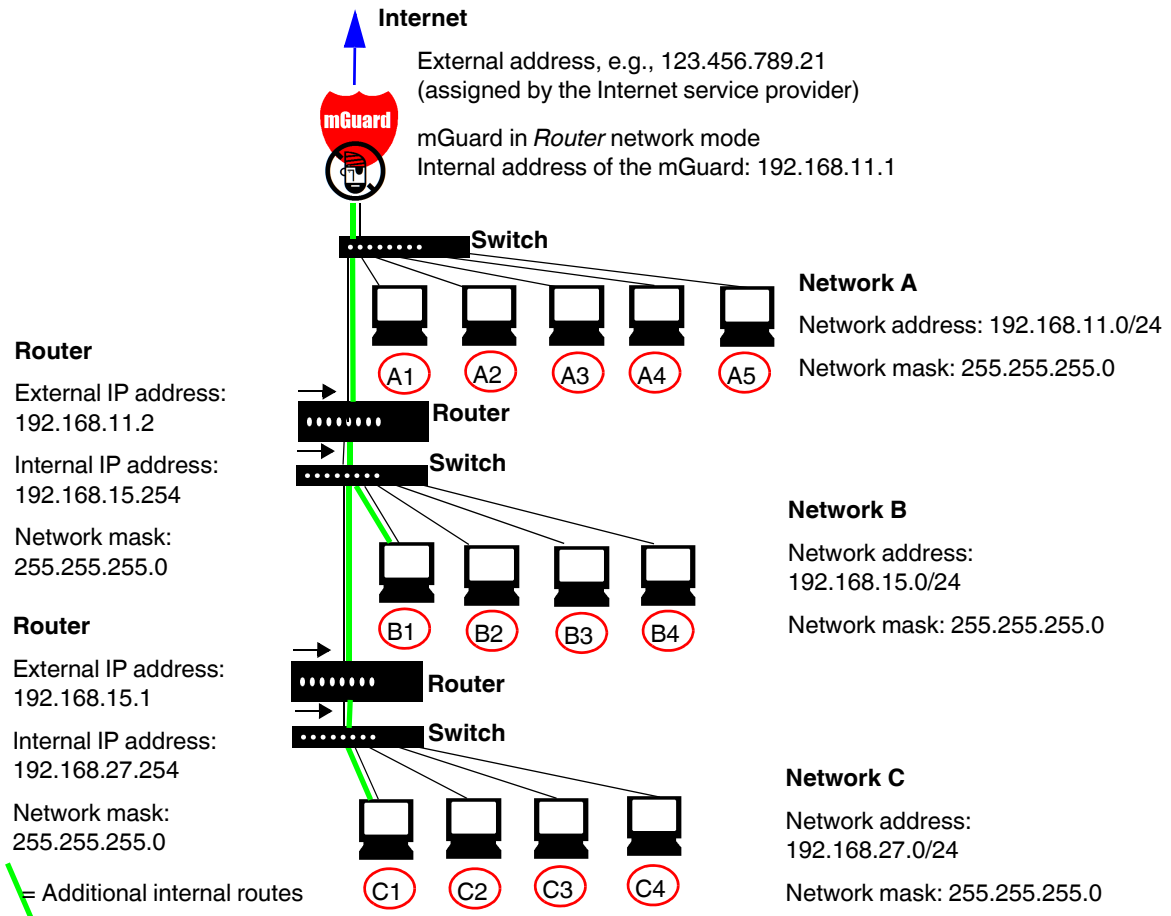 Internet
External address, e.g., 123.456.789.21
(assigned by the Internet service provider)
mGuard
mGuard in Router network mode
Internal address of the mGuard: 192.168.11.1
Switch
Network A
Network address: 192.168.11.0/24
Network mask: 255.255.255.0
A1
A2
A3
A4
A5
Router
External IP address:
192.168.11.2
Internal IP address:
192.168.15.254
Network mask:
255.255.255.0
Router
Switch
Network B
Network address:
192.168.15.0/24
Network mask: 255.255.255.0
B1
B2
B3
B4
Router
External IP address:
192.168.15.1
Internal IP address:
192.168.27.254
Network mask:
255.255.255.0
Router
Switch
Network C
Network address:
192.168.27.0/24
Network mask: 255.255.255.0
C1
C2
C3
C4
= Additional internal routes